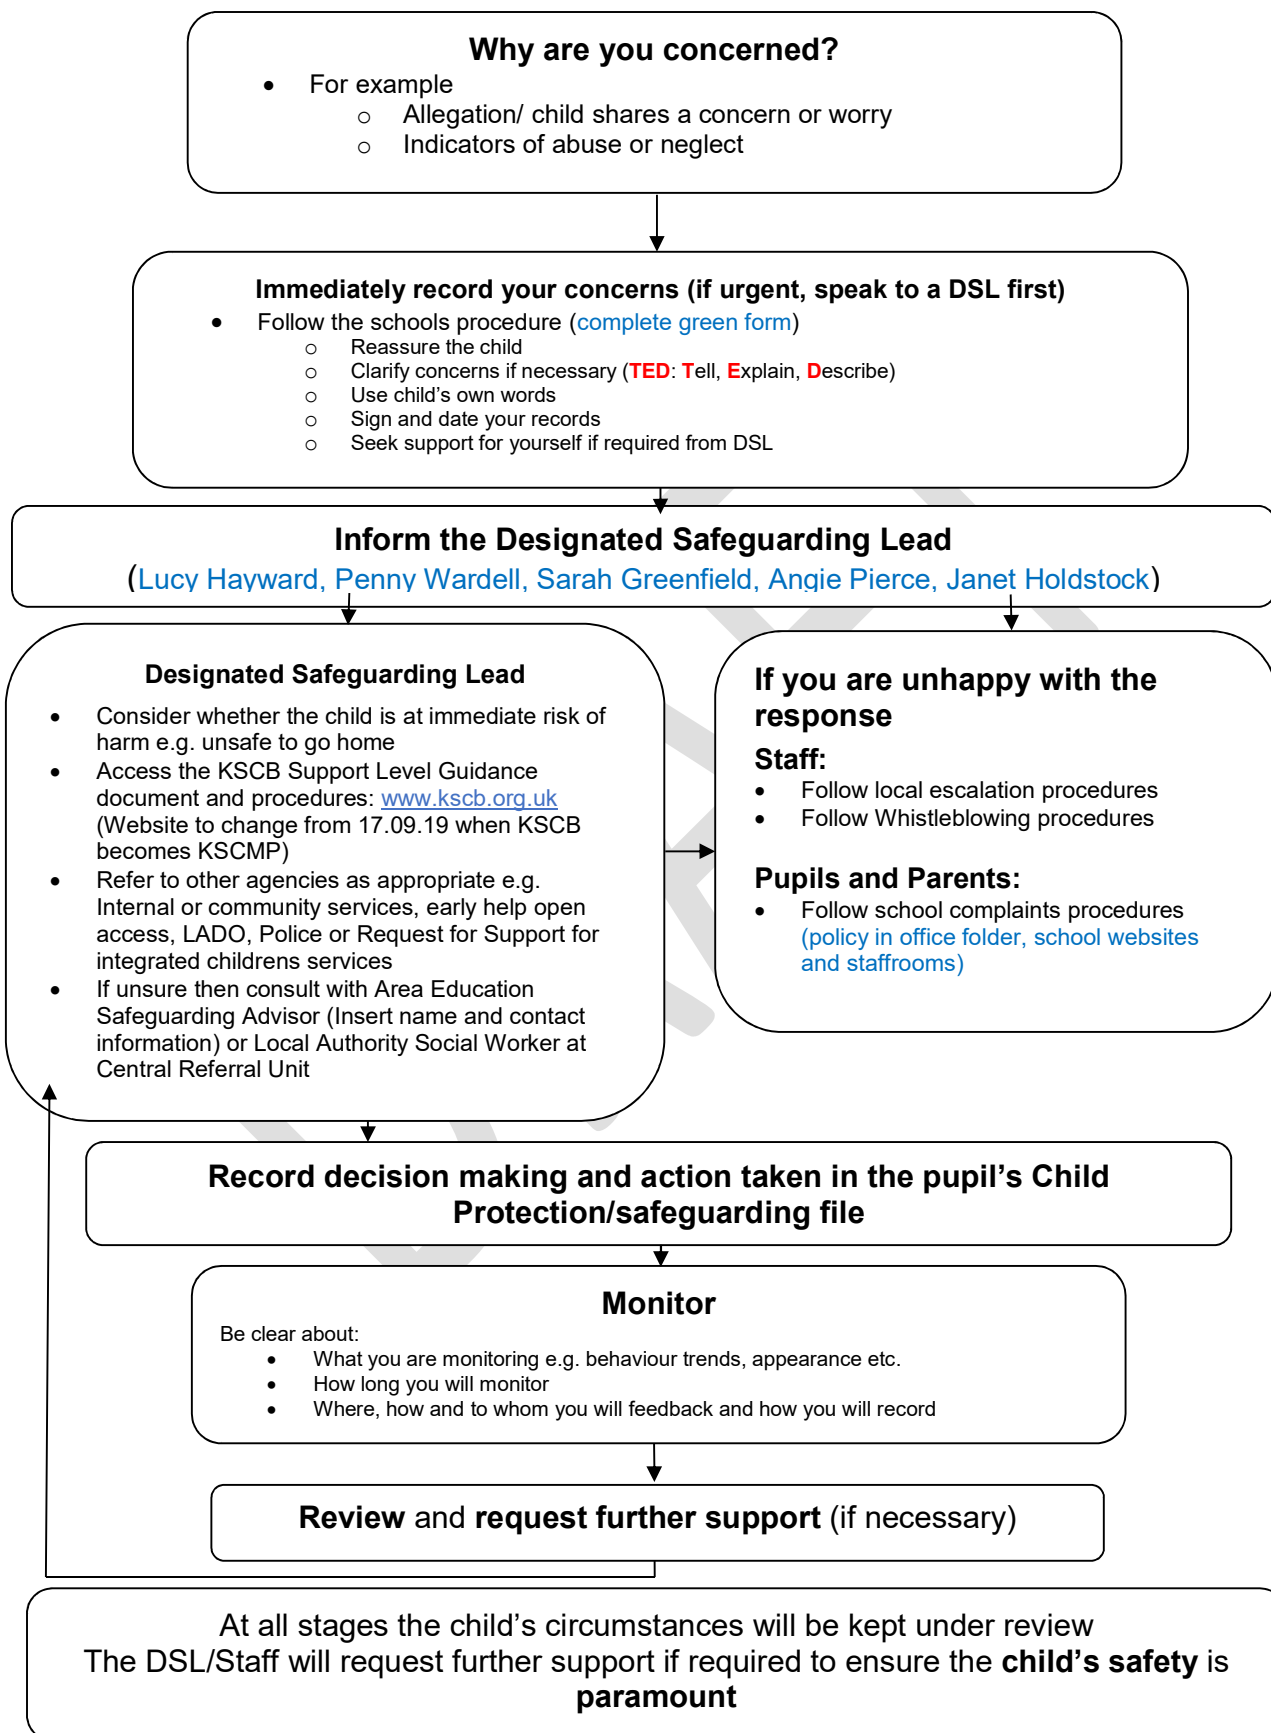 Why are you concerned?
• For example
o Allegation/ child shares a concern or worry
o Indicators of abuse or neglect
Immediately record your concerns (if urgent, speak to a DSL first)
• Follow the schools procedure (complete green form)
o Reassure the child
o Clarify concerns if necessary (TED: Tell, Explain, Describe)
o Use child's own words
o Sign and date your records
o Seek support for yourself if required from DSL
Inform the Designated Safeguarding Lead
(Lucy Hayward, Penny Wardell, Sarah Greenfield, Angie Pierce, Janet Holdstock)
Designated Safeguarding Lead
• Consider whether the child is at immediate risk of
harm e.g. unsafe to go home
• Access the KSCB Support Level Guidance
document and procedures: www.kscb.org.uk
(Website to change from 17.09.19 when KSCB
becomes KSCMP)
• Refer to other agencies as appropriate e.g.
Internal or community services, early help open
access, LADO, Police or Request for Support for
integrated childrens services
• If unsure then consult with Area Education
Safeguarding Advisor (Insert name and contact
information) or Local Authority Social Worker at
Central Referral Unit
If you are unhappy with the
response
Staff:
• Follow local escalation procedures
• Follow Whistleblowing procedures
Pupils and Parents:
• Follow school complaints procedures
(policy in office folder, school websites
and staffrooms)
Record decision making and action taken in the pupil's Child
Protection/safeguarding file
Monitor
Be clear about:
• What you are monitoring e.g. behaviour trends, appearance etc.
• How long you will monitor
• Where, how and to whom you will feedback and how you will record
Review and request further support (if necessary)
At all stages the child's circumstances will be kept under review
The DSL/Staff will request further support if required to ensure the child's safety is
paramount